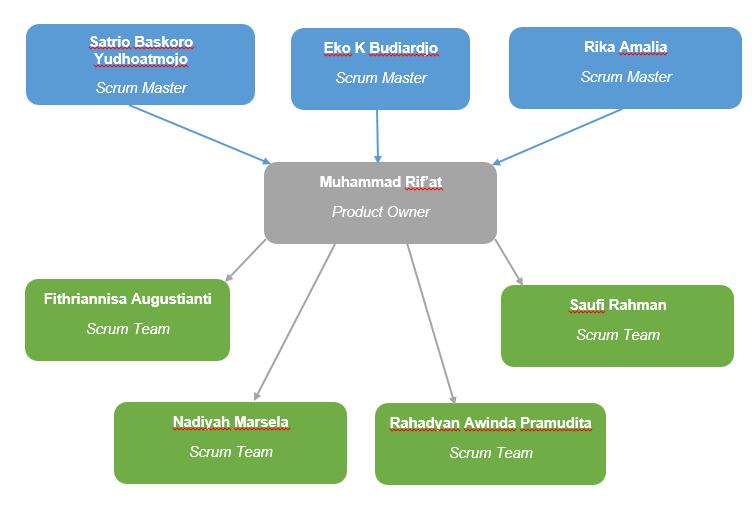 Satrio Baskoro
Yudhoatmojo
Scrum Master
Eko K Budiardjo
Scrum Master
Rika Amalia
Scrum Master
Muhammad Rif'at
Product Owner
Fithriannisa Augustianti
Scrum Team
Saufi Rahman
Scrum Team
Nadiyah Marsela
Scrum Team
Rahadyan Awinda Pramudita
Scrum Team